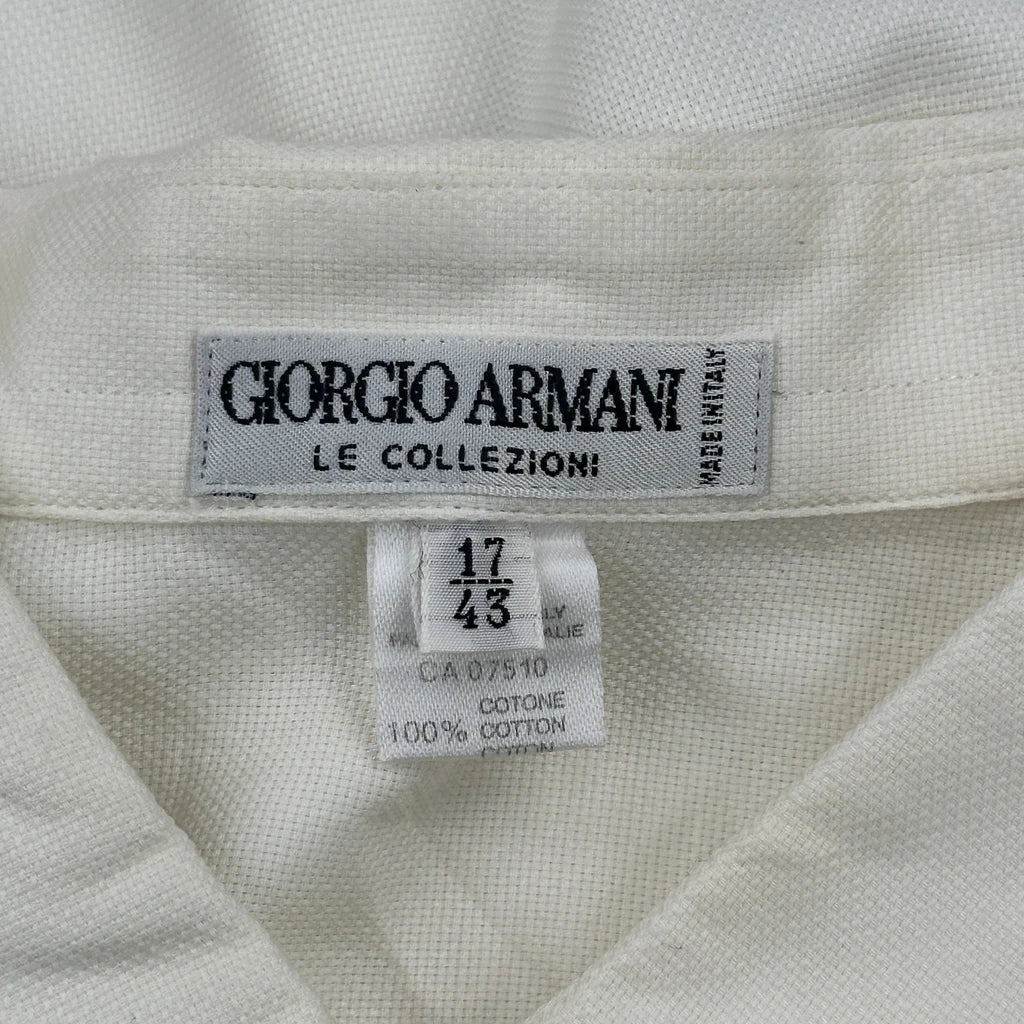 GIORGIO ARMANI
LE COLLEZIONI
MADE IN ITALY
17
43
CA 07510
COTONE
100% COTTON